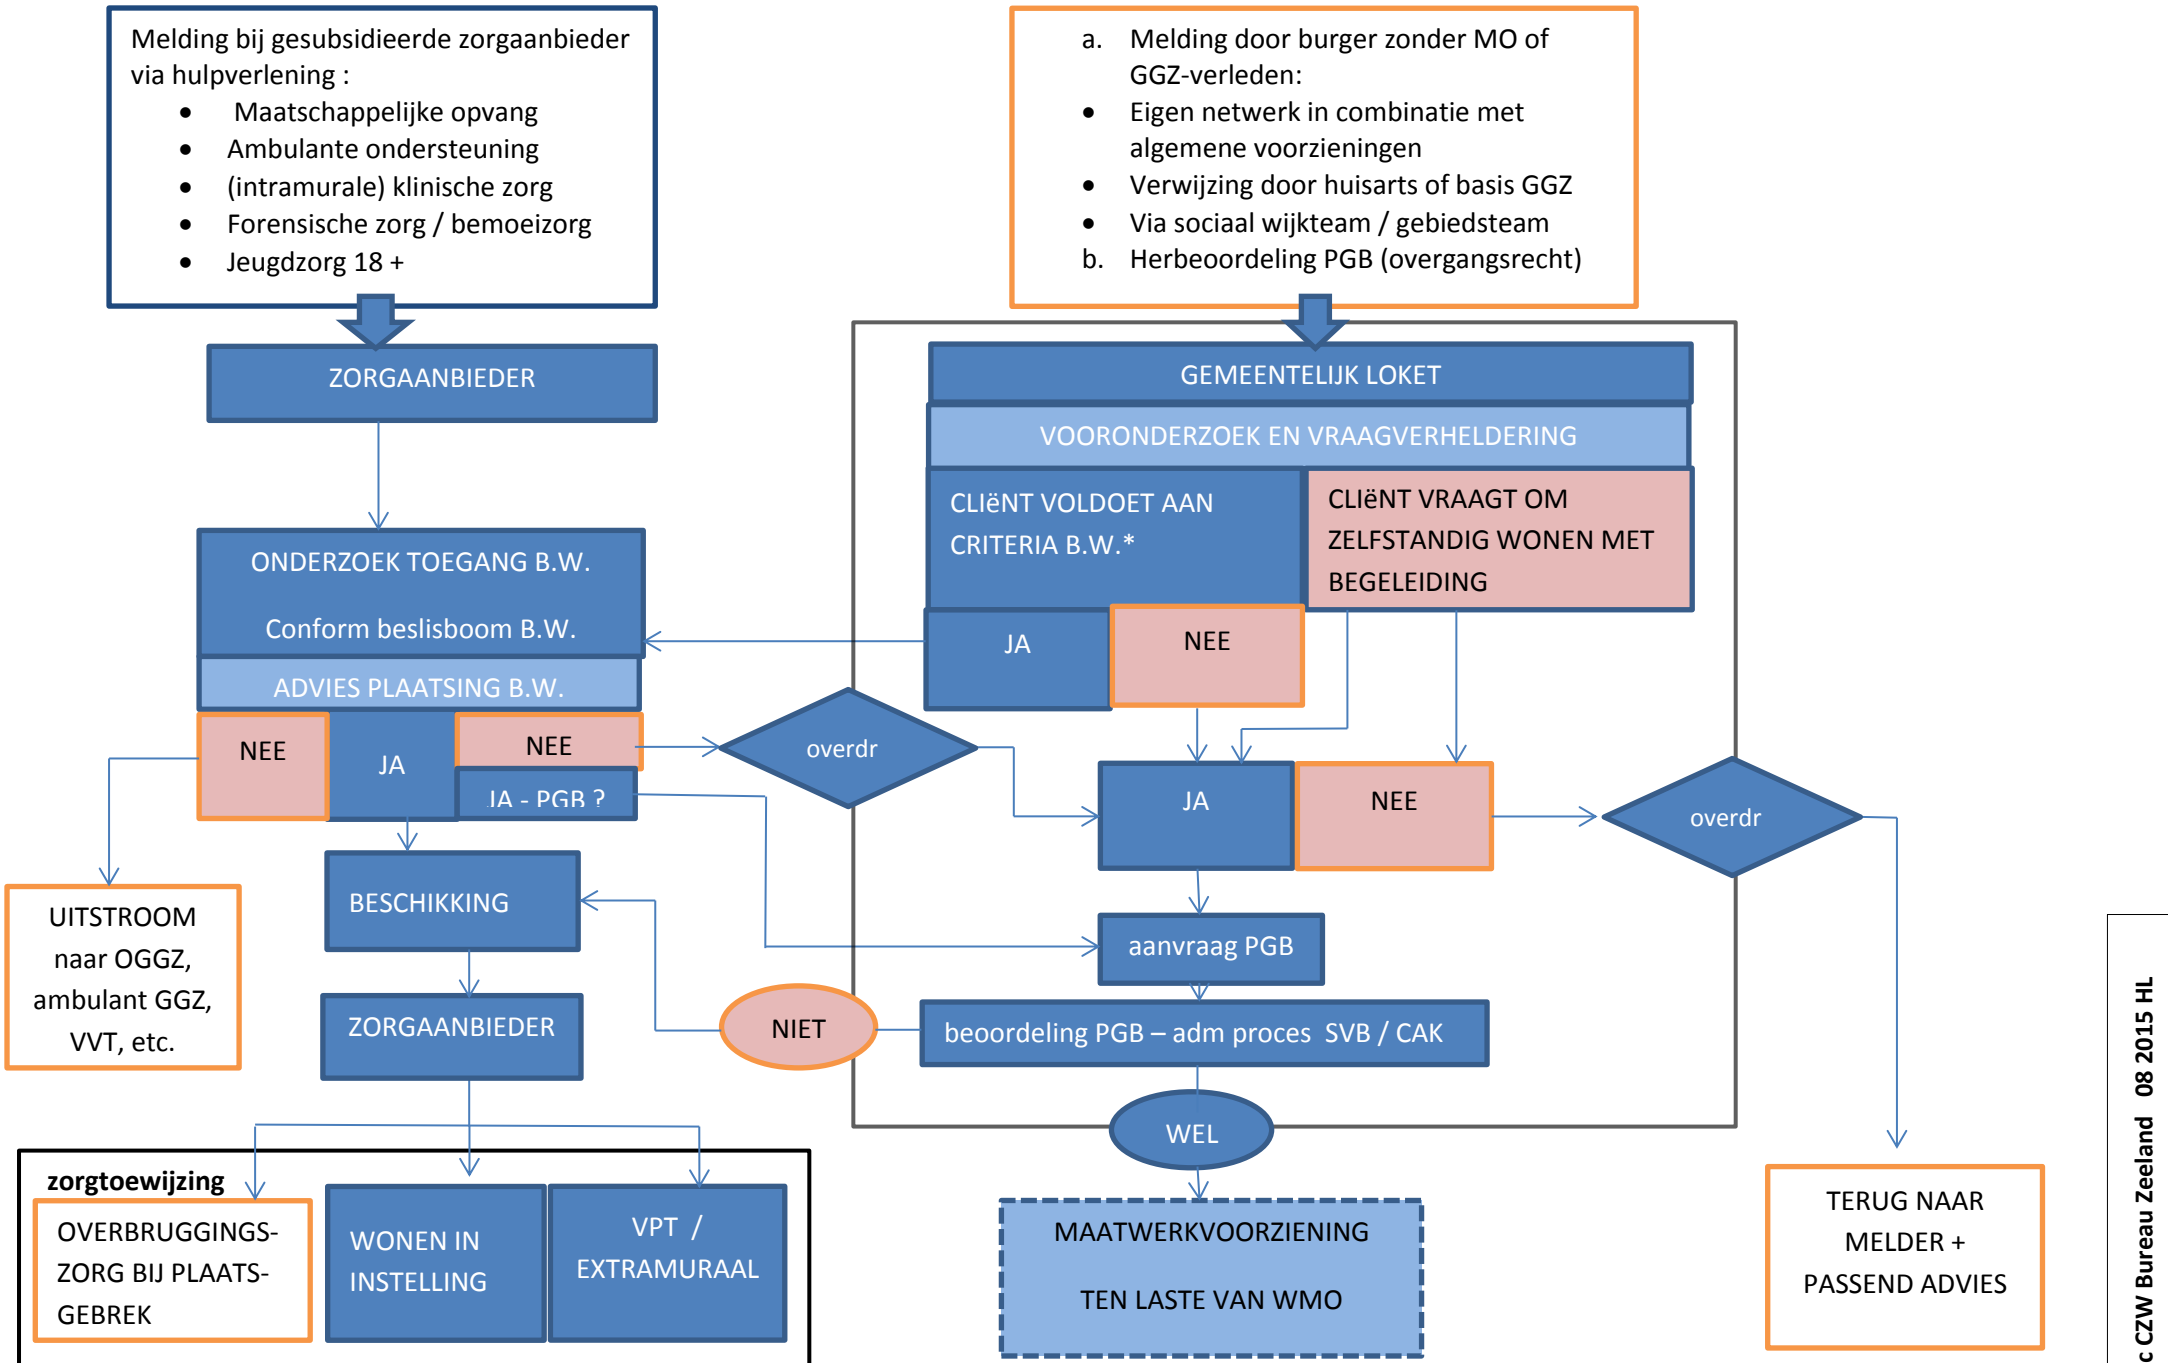 Melding bij gesubsidieerde zorgaanbieder
via hulpverlening :
• Maatschappelijke opvang
• Ambulante ondersteuning
• (intramurale) klinische zorg
• Forensische zorg / bemoeizorg
• Jeugdzorg 18 +
a. Melding door burger zonder MO of
GGZ-verleden:
• Eigen netwerk in combinatie met
algemene voorzieningen
• Verwijzing door huisarts of basis GGZ
• Via sociaal wijkteam / gebiedsteam
b. Herbeoordeling PGB (overgangsrecht)
ZORGAANBIEDER
GEMEENTELIJK LOKET
VOORONDERZOEK EN VRAAGVERHELDERING
CLIëNT VOLDOET AAN
CRITERIA B.W.*
CLIëNT VRAAGT OM
ZELFSTANDIG WONEN MET
BEGELEIDING
ONDERZOEK TOEGANG B.W.
Conform beslisboom B.W.
JA
NEE
ADVIES PLAATSING B.W.
NEE
JA
NEE
JA - PGB ?
overdr
JA
NEE
overdr
UITSTROOM
naar OGGZ,
ambulant GGZ,
VVT, etc.
BESCHIKKING
aanvraag PGB
ZORGAANBIEDER
NIET
beoordeling PGB – adm proces SVB / CAK
WEL
zorgtoewijzing
OVERBRUGGINGS-
ZORG BIJ PLAATS-
GEBREK
WONEN IN
INSTELLING
VPT /
EXTRAMURAAL
MAATWERKVOORZIENING
TEN LASTE VAN WMO
TERUG NAAR
MELDER +
PASSEND ADVIES
c CZW Bureau Zeeland 08 2015 HL